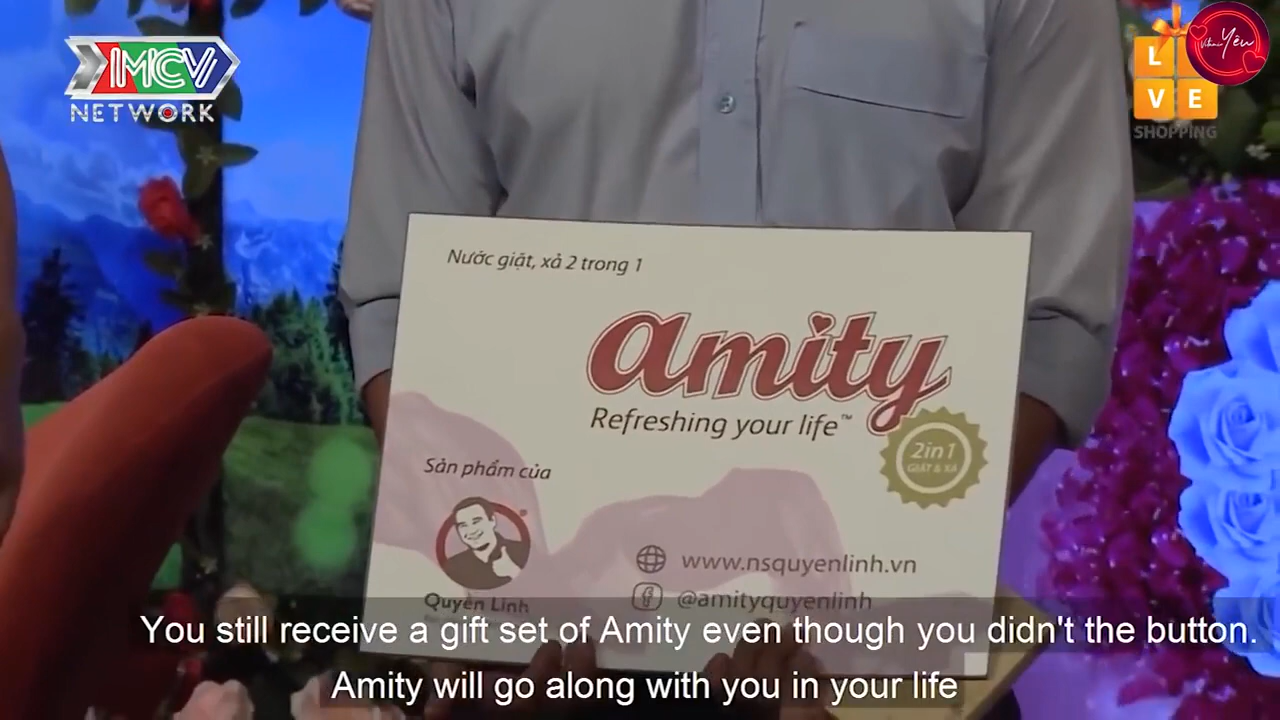 MCV
NETWORK
L
VE
SHOPPING
Yêu
Nước giặt, xả 2 trong 1
amity
Refreshing your life™
2in1
GIẶT & XẢ
Sản phẩm của
Quyền Linh
www.nsquyenlinh.vn
@amityquyenlinh
You still receive a gift set of Amity even though you didn't the button.
Amity will go along with you in your life